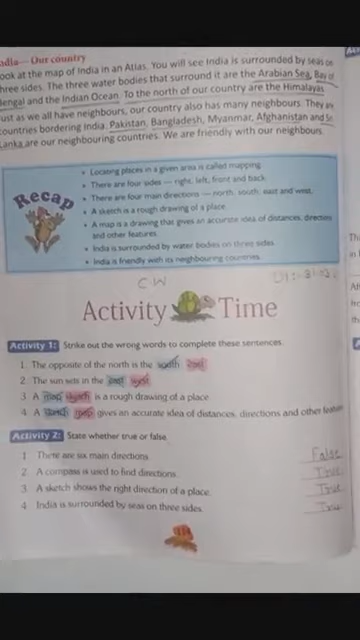 India — Our country
Look at the map of India in an Atlas. You will see India is surrounded by seas on
three sides. The three water bodies that surround it are the Arabian Sea, Bay of
Bengal and the Indian Ocean. To the north of our country are the Himalayas.
Just as we all have neighbours, our country also has many neighbours. They are
countries bordering India. Pakistan, Bangladesh, Myanmar, Afghanistan and Sri
Lanka are our neighbouring countries. We are friendly with our neighbours.
Recap
• Locating places in a given area is called mapping.
• There are four sides — right, left, front and back.
• There are four main directions — north, south, east and west.
• A sketch is a rough drawing of a place.
• A map is a drawing that gives an accurate idea of distances, directions
and other features.
• India is surrounded by water bodies on three sides.
• India is friendly with its neighbouring countries.
CW
Activity Time
Activity 1: Strike out the wrong words to complete these sentences.
1. The opposite of the north is the south east
2. The sun sets in the east west
3 A map sketch is a rough drawing of a place.
4 A sketch map gives an accurate idea of distances, directions and other features
Activity 2: State whether true or false.
1 There are six main directions. False
2. A compass is used to find directions. True
3. A sketch shows the right direction of a place. True
4 India is surrounded by seas on three sides. Tru